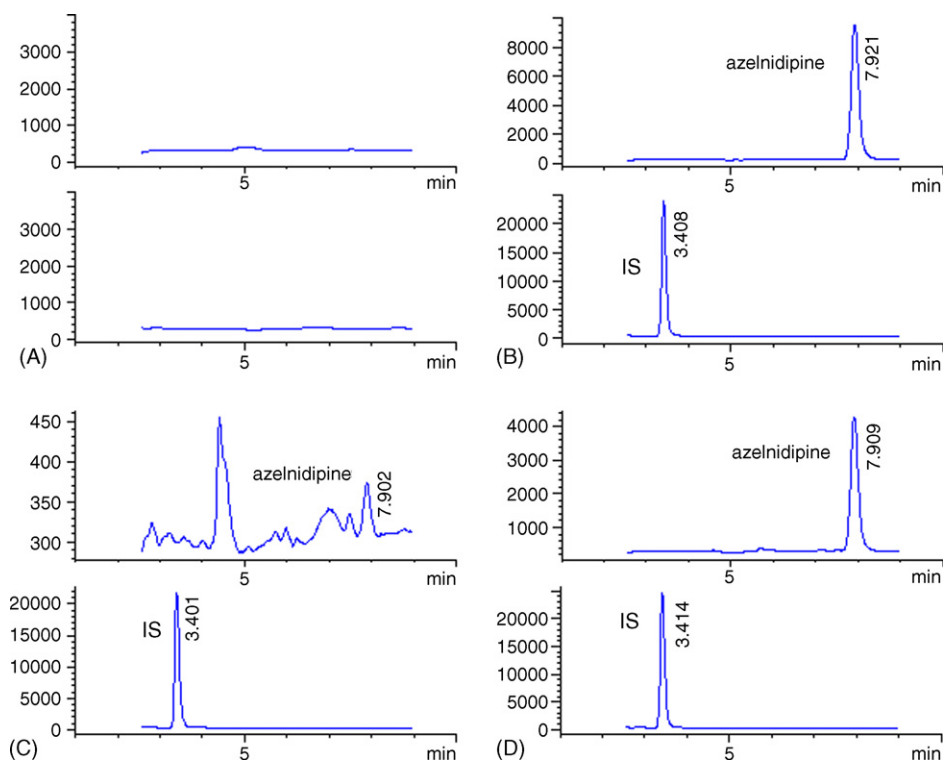 3000
2000
1000
0
5
min
3000
2000
1000
0
5
min
(A)
8000
6000
4000
2000
0
azelnidipine
7.921
5
min
20000
15000
10000
5000
0
IS
3.408
5
min
(B)
450
400
350
300
azelnidipine
7.902
5
min
20000
15000
10000
5000
0
IS
3.401
5
min
(C)
4000
3000
2000
1000
azelnidipine
7.909
5
min
20000
15000
10000
5000
0
IS
3.414
5
min
(D)